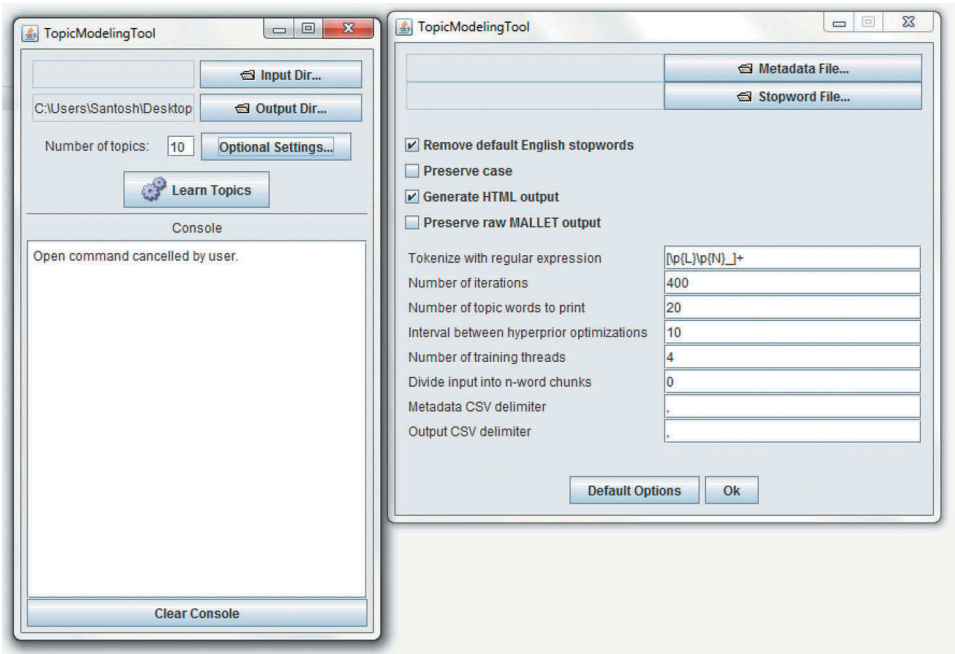 TopicModelingTool
Input Dir...
C:\Users\Santosh\Desktop
Output Dir...
Number of topics: 10
Optional Settings...
Learn Topics
Console
Open command cancelled by user.
Clear Console
TopicModelingTool
Metadata File...
Stopword File...
Remove default English stopwords
Preserve case
Generate HTML output
Preserve raw MALLET output
Tokenize with regular expression [\p{L}\p{N}_]+
Number of iterations 400
Number of topic words to print 20
Interval between hyperprior optimizations 10
Number of training threads 4
Divide input into n-word chunks 0
Metadata CSV delimiter ,
Output CSV delimiter ,
Default Options Ok